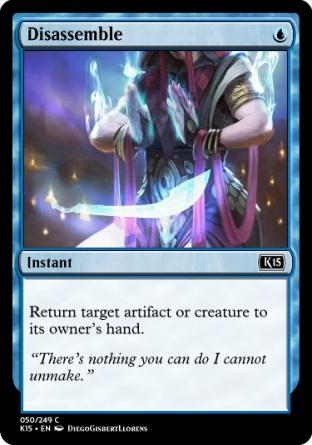 Disassemble
Instant
K15
Return target artifact or creature to
its owner's hand.
“There's nothing you can do I cannot
unmake.”
050/249 C
K15 • EN DiegoGisbertLlorens